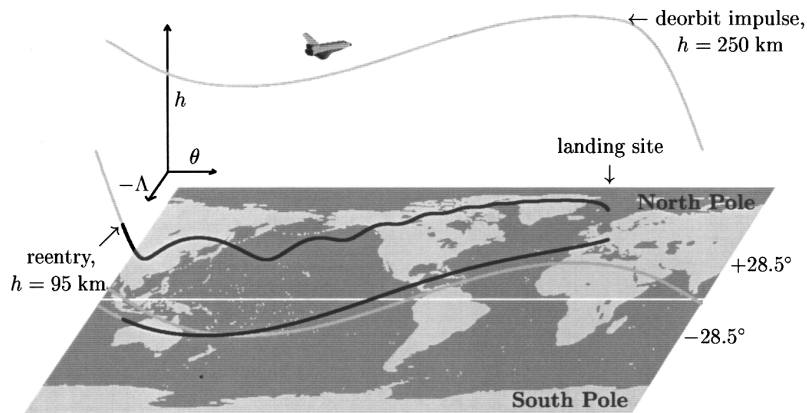 deorbit impulse,
h = 250 km
h
landing site
θ
−Λ
North Pole
reentry,
h = 95 km
+28.5°
−28.5°
South Pole